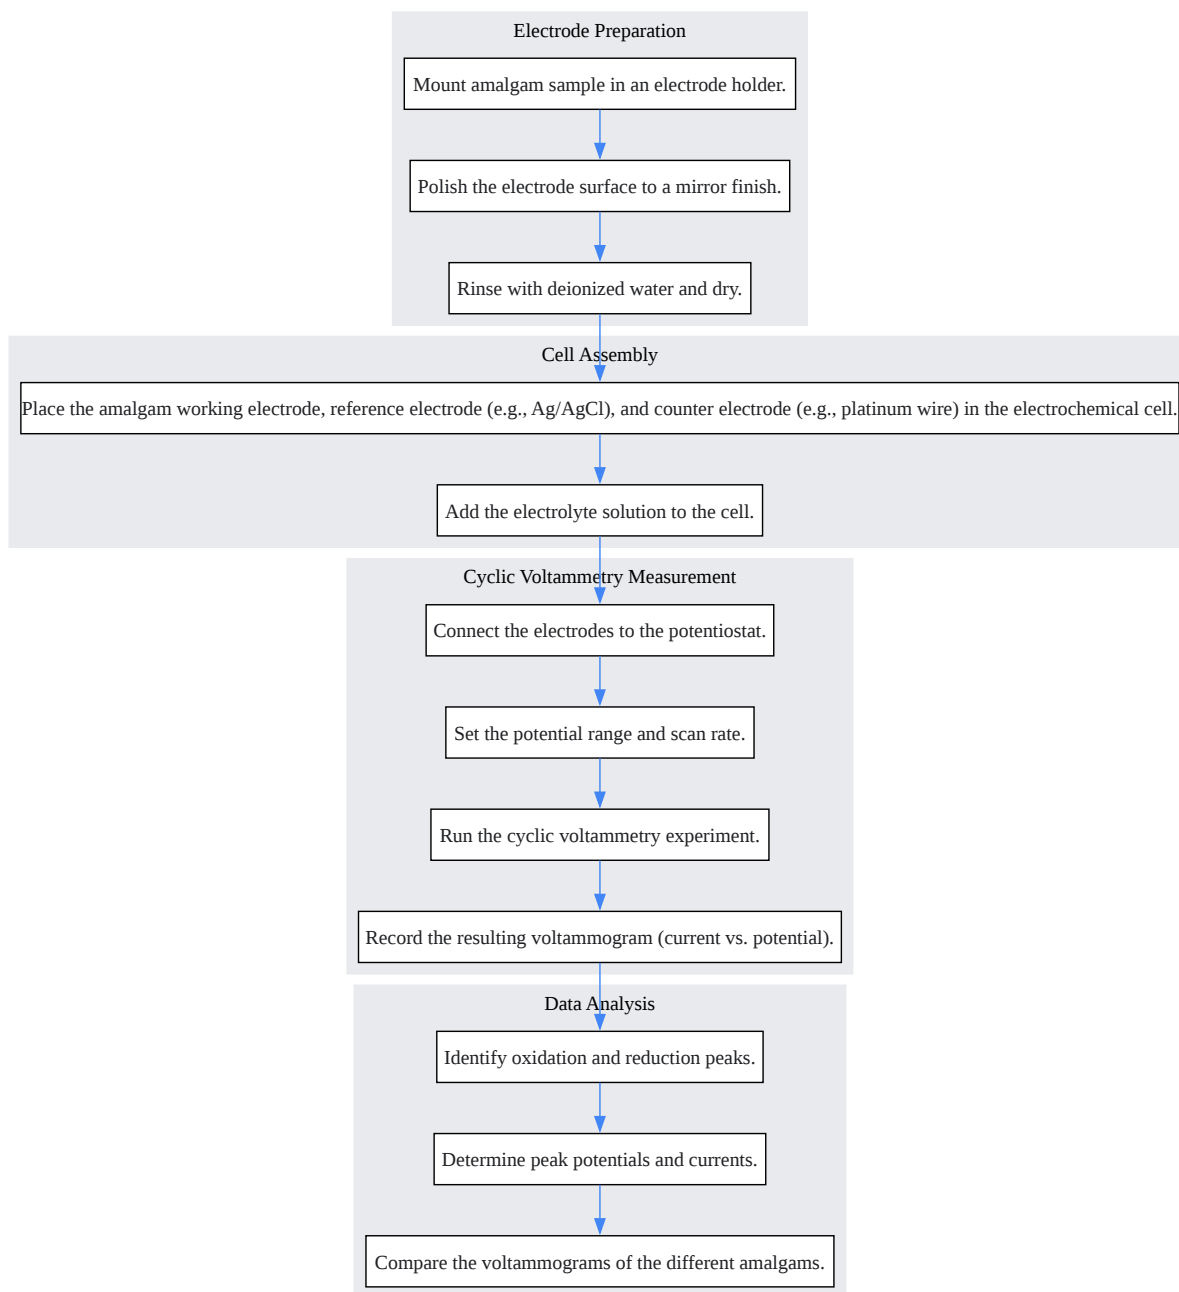 Electrode Preparation
Mount amalgam sample in an electrode holder.
Polish the electrode surface to a mirror finish.
Rinse with deionized water and dry.
Cell Assembly
Place the amalgam working electrode, reference electrode (e.g., Ag/AgCl), and counter electrode (e.g., platinum wire) in the electrochemical cell.
Add the electrolyte solution to the cell.
Cyclic Voltammetry Measurement
Connect the electrodes to the potentiostat.
Set the potential range and scan rate.
Run the cyclic voltammetry experiment.
Record the resulting voltammogram (current vs. potential).
Data Analysis
Identify oxidation and reduction peaks.
Determine peak potentials and currents.
Compare the voltammograms of the different amalgams.